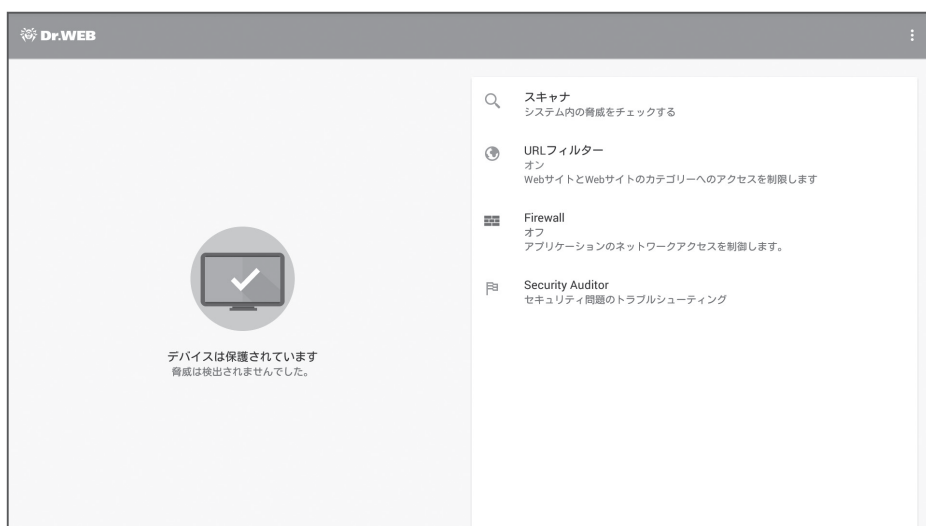 Dr.WEB
デバイスは保護されています
脅威は検出されませんでした。
スキャナ
システム内の脅威をチェックする
URLフィルター
オン
WebサイトとWebサイトのカテゴリーへのアクセスを制限します
Firewall
オフ
アプリケーションのネットワークアクセスを制御します。
Security Auditor
セキュリティ問題のトラブルシューティング